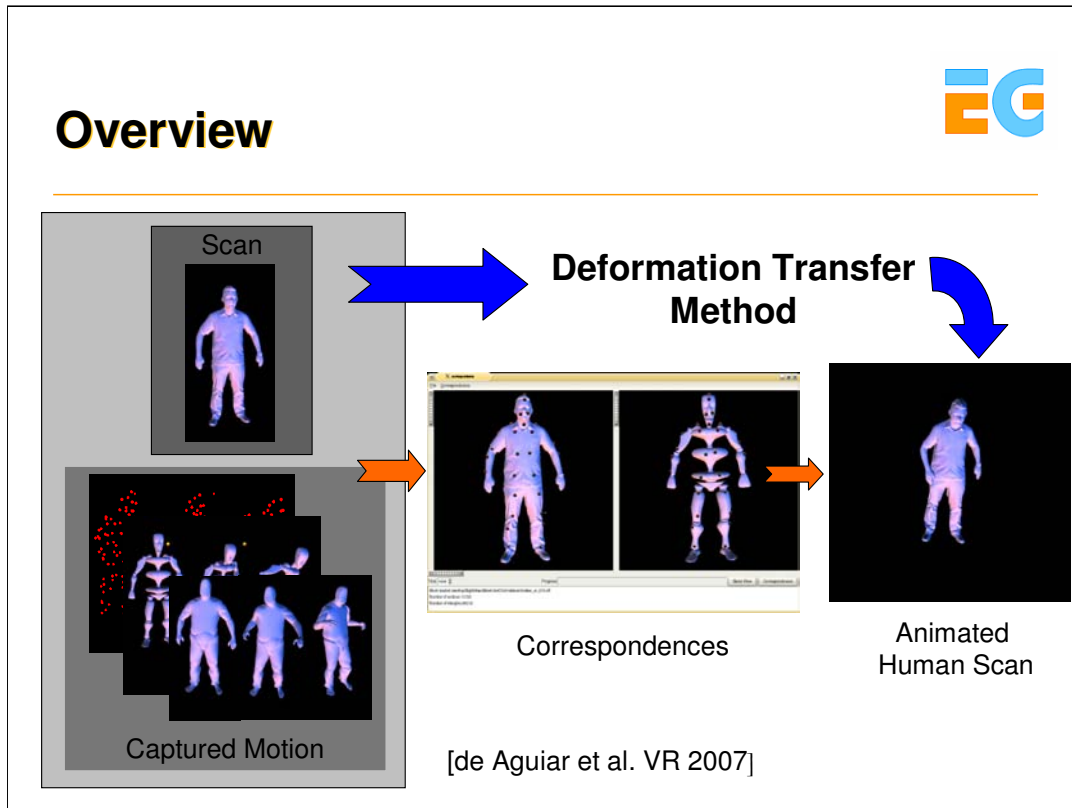 Overview
EG
Scan
Deformation Transfer
Method
Correspondences
Animated
Human Scan
Captured Motion
[de Aguiar et al. VR 2007]